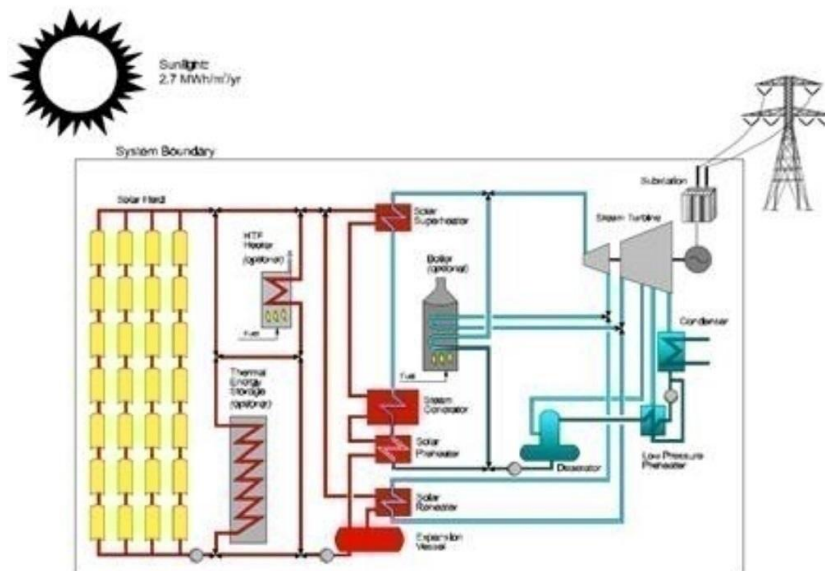 Sunlight:
2.7 MWh/m²/yr
System Boundary
Substation
Solar Field
Solar
Superheater
Steam Turbine
HTF
Heater
(optional)
Boiler
(optional)
Fuel
Condenser
Fuel
Thermal
Energy
Storage
(optional)
Steam
Generator
Solar
Preheater
Deaerator
Low Pressure
Preheater
Solar
Reheater
Expansion
Vessel